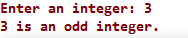 Enter an integer: 3
3 is an odd integer.